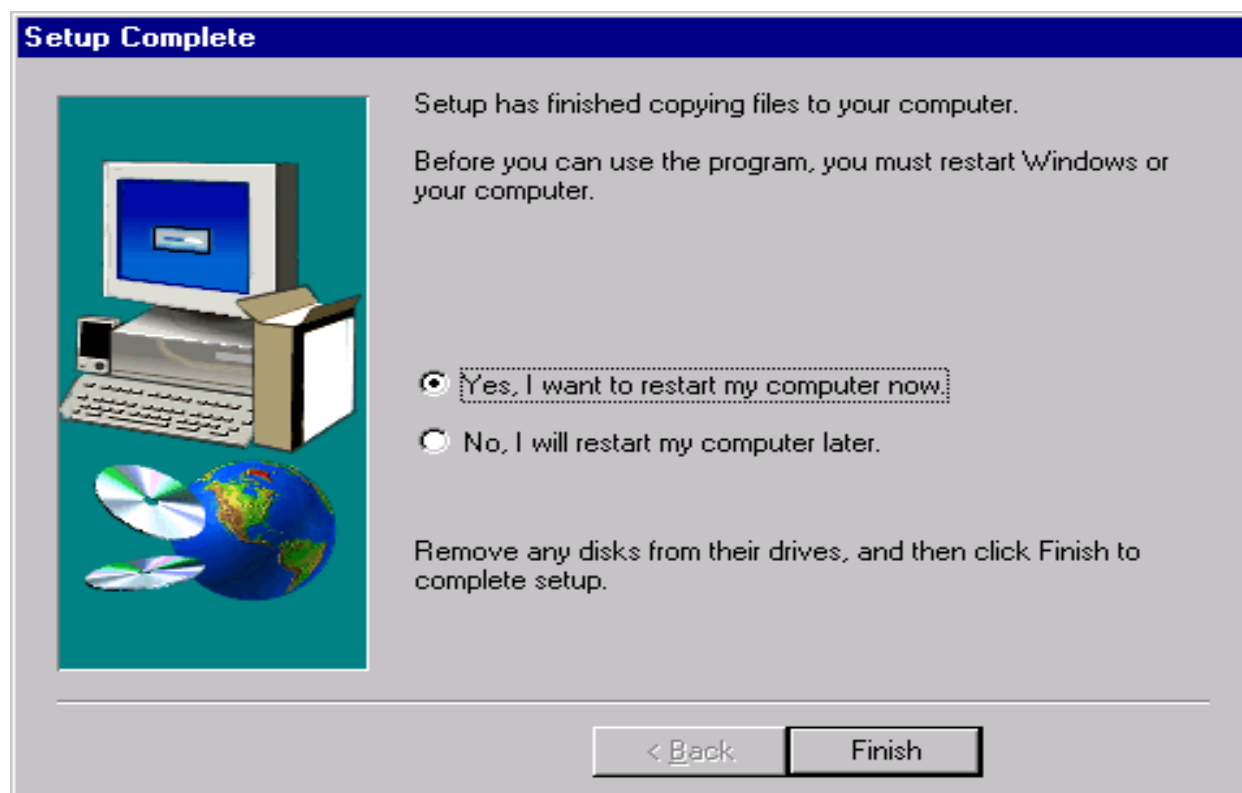 Setup Complete
Setup has finished copying files to your computer.
Before you can use the program, you must restart Windows or
your computer.
Yes, I want to restart my computer now.
No, I will restart my computer later.
Remove any disks from their drives, and then click Finish to
complete setup.
< Back
Finish